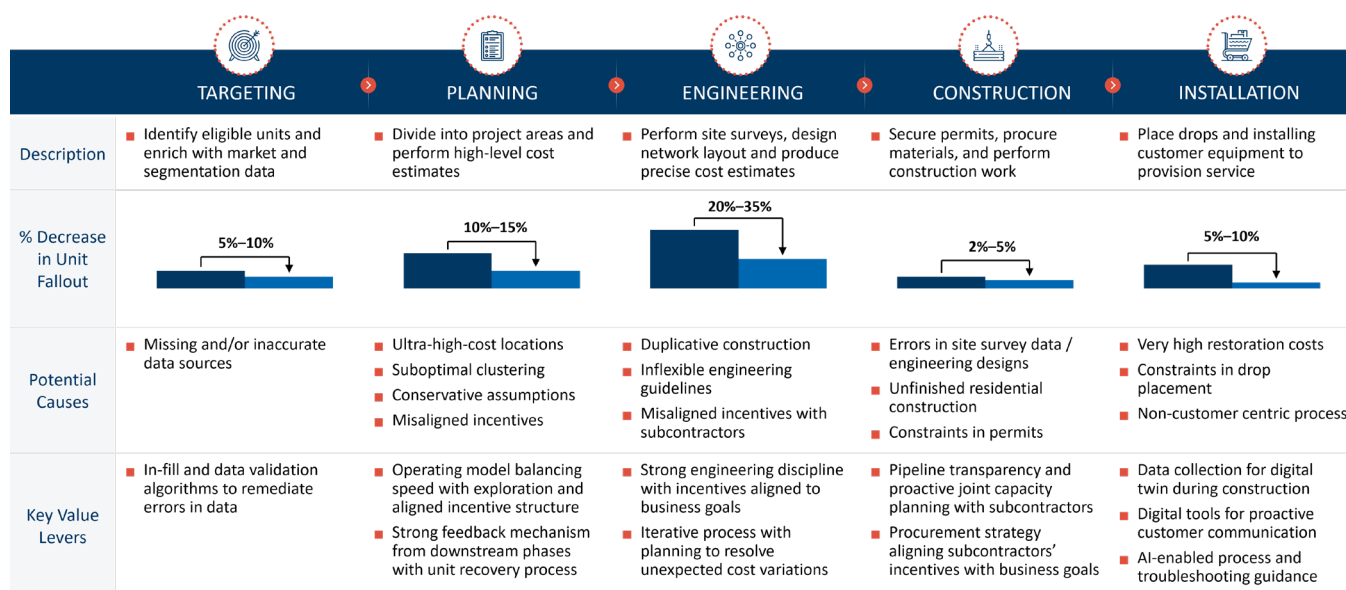 TARGETING
PLANNING
ENGINEERING
CONSTRUCTION
INSTALLATION
Description
Identify eligible units and
enrich with market and
segmentation data
Divide into project areas and
perform high-level cost
estimates
Perform site surveys, design
network layout and produce
precise cost estimates
Secure permits, procure
materials, and perform
construction work
Place drops and installing
customer equipment to
provision service
% Decrease
in Unit
Fallout
5%–10%
10%–15%
20%–35%
2%–5%
5%–10%
Potential
Causes
Missing and/or inaccurate
data sources
Ultra-high-cost locations
Suboptimal clustering
Conservative assumptions
Misaligned incentives
Duplicative construction
Inflexible engineering
guidelines
Misaligned incentives with
subcontractors
Errors in site survey data /
engineering designs
Unfinished residential
construction
Constraints in permits
Very high restoration costs
Constraints in drop
placement
Non-customer centric process
Key Value
Levers
In-fill and data validation
algorithms to remediate
errors in data
Operating model balancing
speed with exploration and
aligned incentive structure
Strong feedback mechanism
from downstream phases
with unit recovery process
Strong engineering discipline
with incentives aligned to
business goals
Iterative process with
planning to resolve
unexpected cost variations
Pipeline transparency and
proactive joint capacity
planning with subcontractors
Procurement strategy
aligning subcontractors'
incentives with business goals
Data collection for digital
twin during construction
Digital tools for proactive
customer communication
AI-enabled process and
troubleshooting guidance